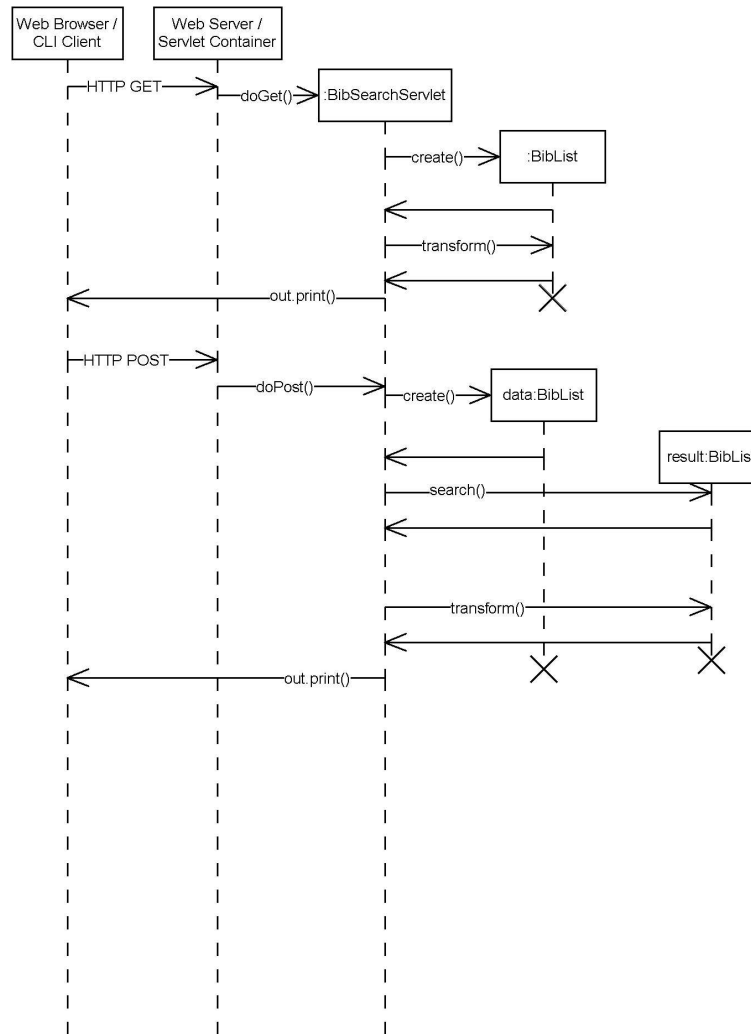 Web Browser /
CLI Client
Web Server /
Servlet Container
HTTP GET
doGet()
:BibSearchServlet
create()
:BibList
transform()
out.print()
HTTP POST
doPost()
create()
data:BibList
result:BibLis
search()
transform()
out.print()